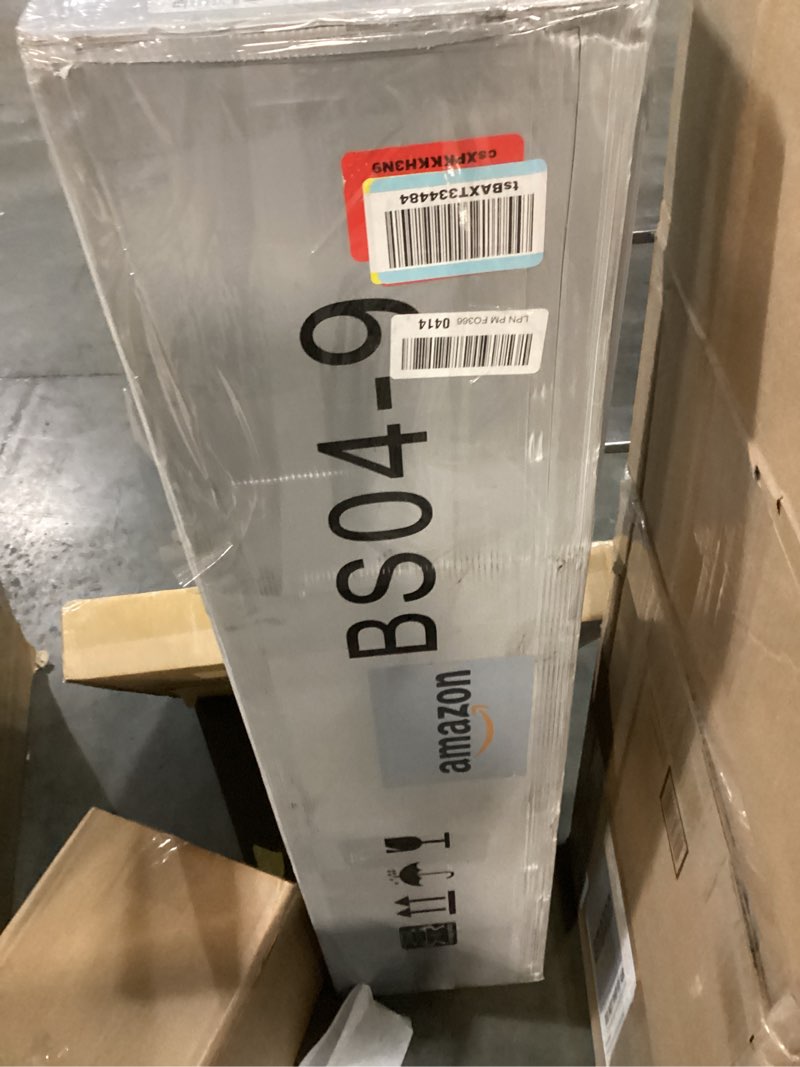 csXPKKKH3N9
tsBAXT334484
LPN PM FO366 0414
BS04-9
amazon